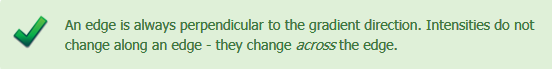 An edge is always perpendicular to the gradient direction. Intensities do not
change along an edge - they change across the edge.